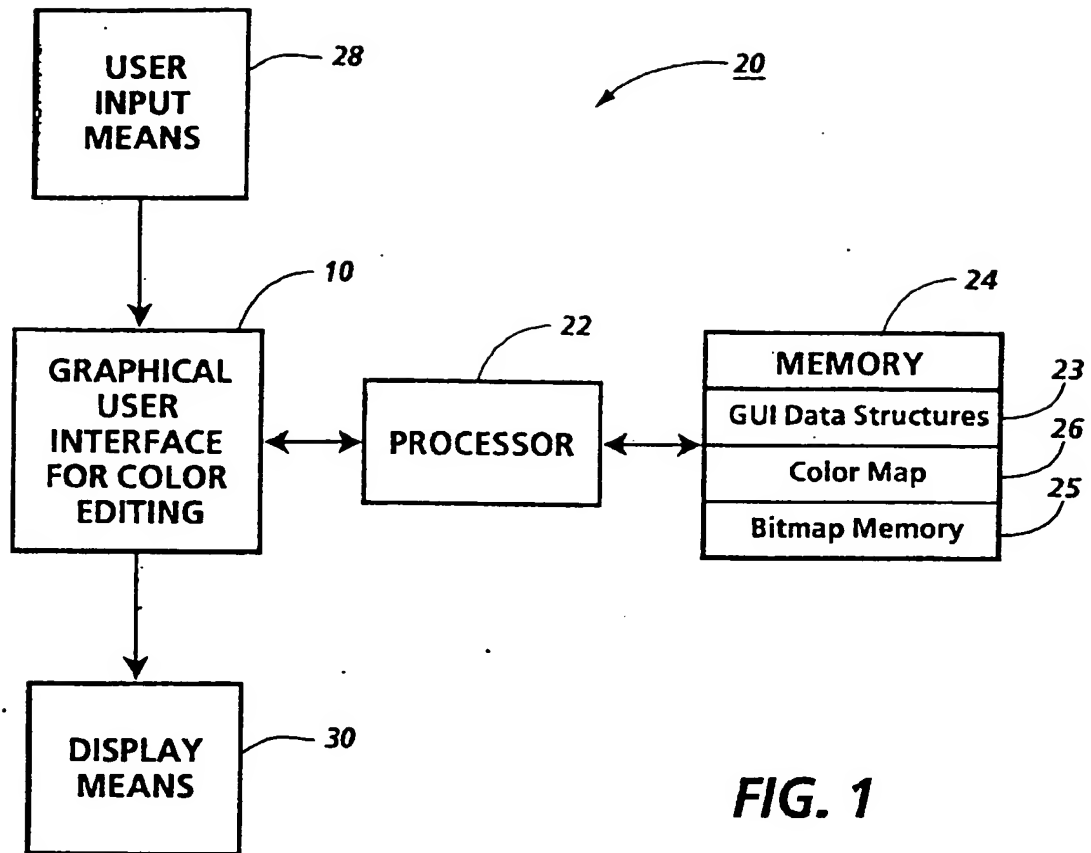 USER
INPUT
MEANS
28
20
10
GRAPHICAL
USER
INTERFACE
FOR COLOR
EDITING
22
PROCESSOR
24
MEMORY
23
GUI Data Structures
26
Color Map
25
Bitmap Memory
DISPLAY
MEANS
30
FIG. 1